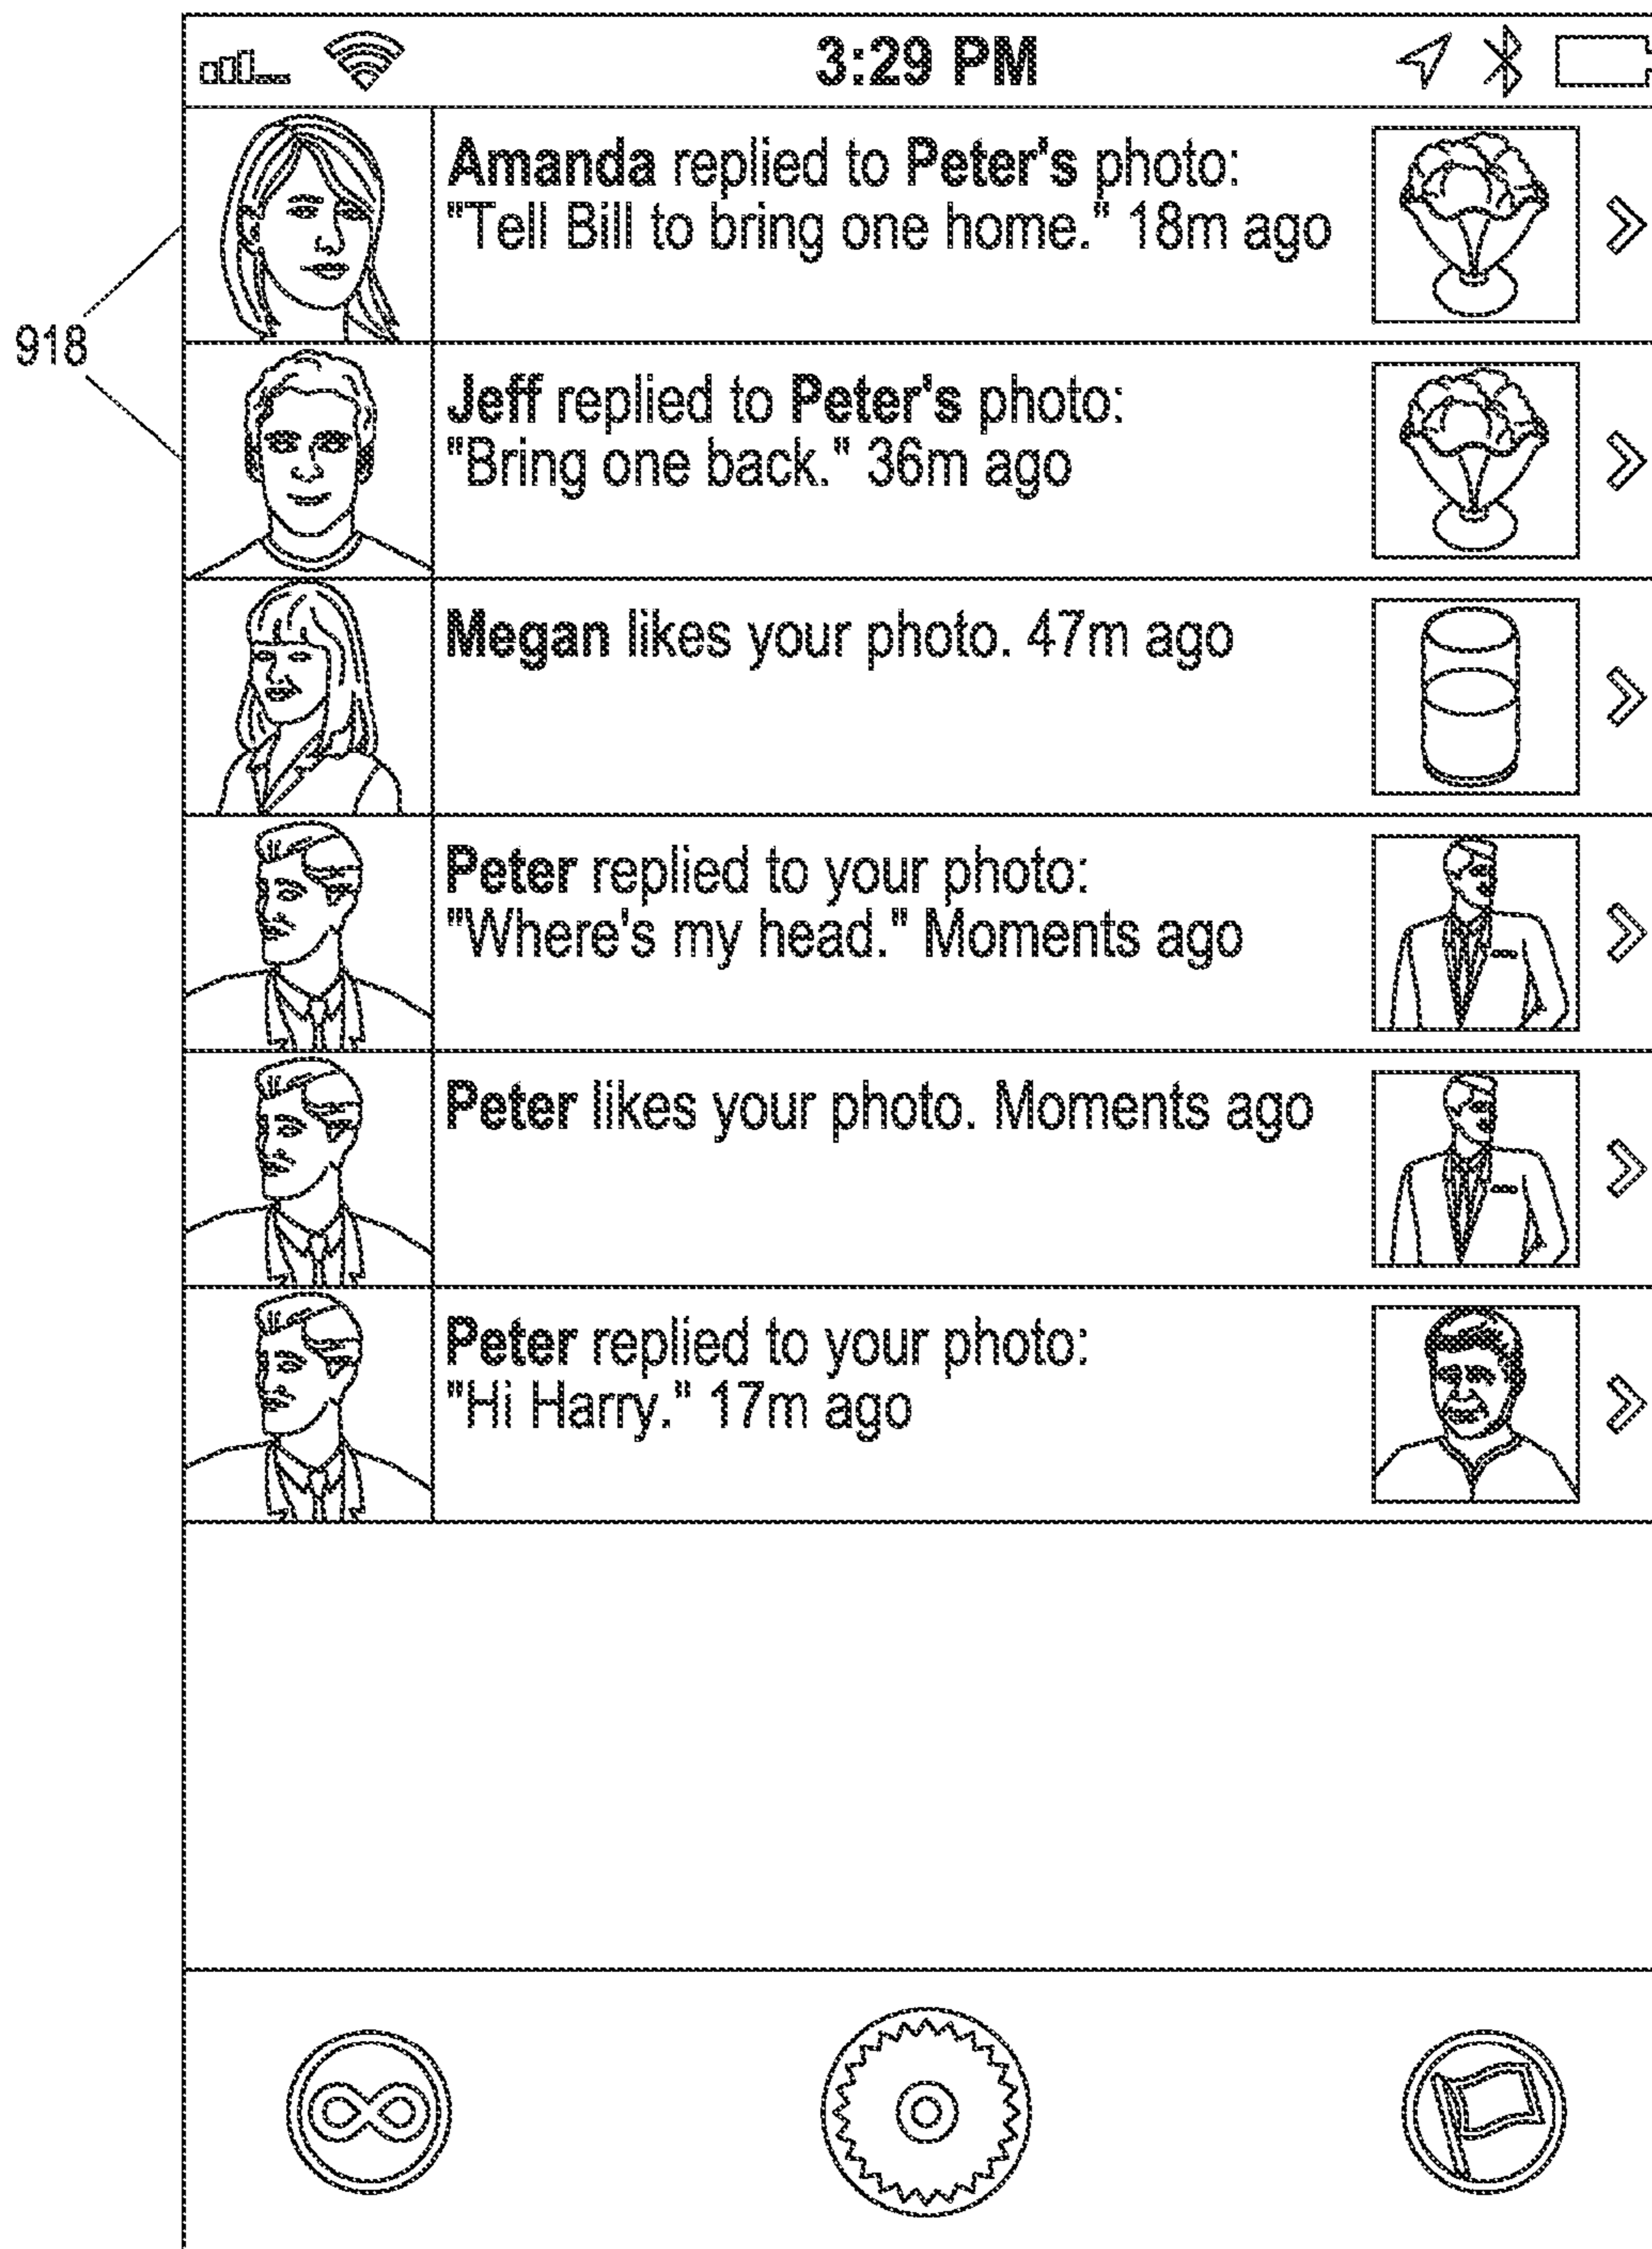 3:29 PM
Amanda replied to Peter's photo:
"Tell Bill to bring one home." 18m ago
918
Jeff replied to Peter's photo:
"Bring one back." 36m ago
Megan likes your photo. 47m ago
Peter replied to your photo:
"Where's my head." Moments ago
Peter likes your photo. Moments ago
Peter replied to your photo:
"Hi Harry." 17m ago